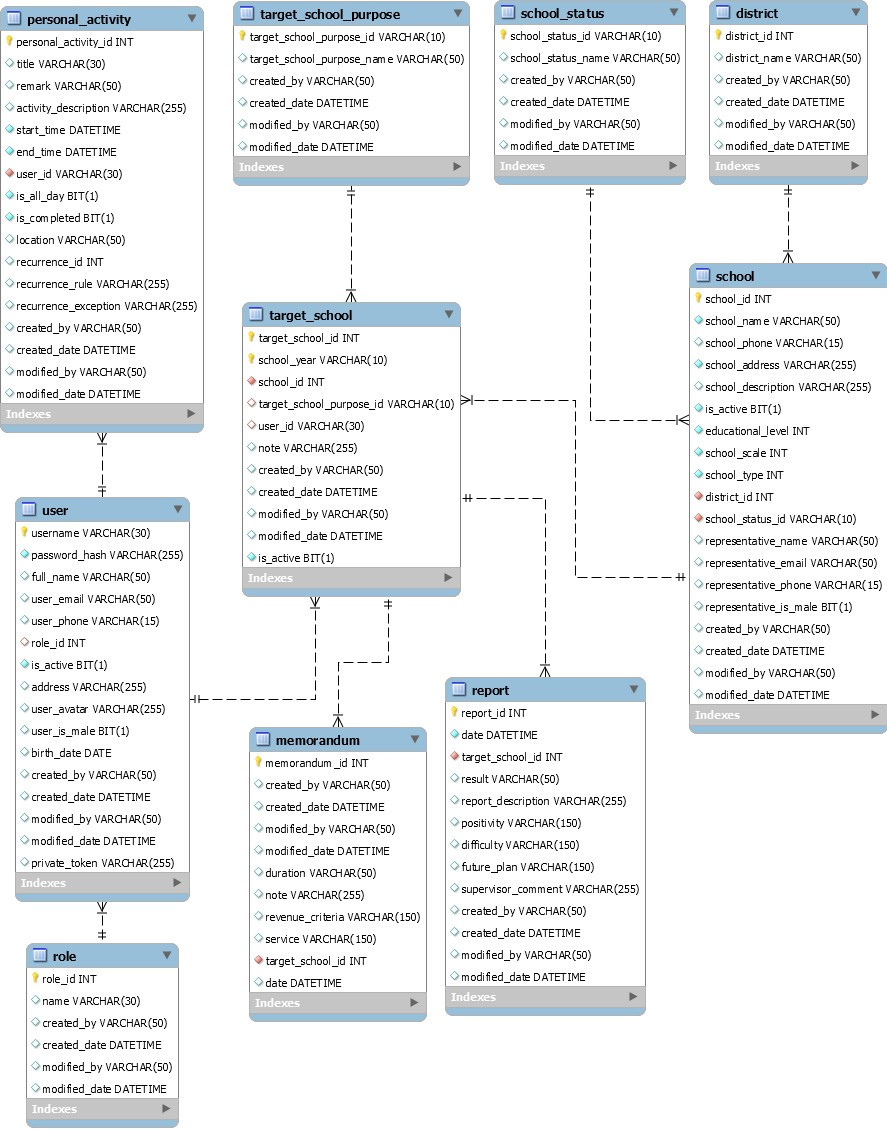 personal_activity
personal_activity_id INT
title VARCHAR(30)
remark VARCHAR(50)
activity_description VARCHAR(255)
start_time DATETIME
end_time DATETIME
user_id VARCHAR(30)
is_all_day BIT(1)
is_completed BIT(1)
location VARCHAR(50)
recurrence_id INT
recurrence_rule VARCHAR(255)
recurrence_exception VARCHAR(255)
created_by VARCHAR(50)
created_date DATETIME
modified_by VARCHAR(50)
modified_date DATETIME
Indexes
target_school_purpose
target_school_purpose_id VARCHAR(10)
target_school_purpose_name VARCHAR(50)
created_by VARCHAR(50)
created_date DATETIME
modified_by VARCHAR(50)
modified_date DATETIME
Indexes
school_status
school_status_id VARCHAR(10)
school_status_name VARCHAR(50)
created_by VARCHAR(50)
created_date DATETIME
modified_by VARCHAR(50)
modified_date DATETIME
Indexes
district
district_id INT
district_name VARCHAR(50)
created_by VARCHAR(50)
created_date DATETIME
modified_by VARCHAR(50)
modified_date DATETIME
Indexes
target_school
target_school_id INT
school_year VARCHAR(10)
school_id INT
target_school_purpose_id VARCHAR(10)
user_id VARCHAR(30)
note VARCHAR(255)
created_by VARCHAR(50)
created_date DATETIME
modified_by VARCHAR(50)
modified_date DATETIME
is_active BIT(1)
Indexes
school
school_id INT
school_name VARCHAR(50)
school_phone VARCHAR(15)
school_address VARCHAR(255)
school_description VARCHAR(255)
is_active BIT(1)
educational_level INT
school_scale INT
school_type INT
district_id INT
school_status_id VARCHAR(10)
representative_name VARCHAR(50)
representative_email VARCHAR(50)
representative_phone VARCHAR(15)
representative_is_male BIT(1)
created_by VARCHAR(50)
created_date DATETIME
modified_by VARCHAR(50)
modified_date DATETIME
Indexes
user
username VARCHAR(30)
password_hash VARCHAR(255)
full_name VARCHAR(50)
user_email VARCHAR(50)
user_phone VARCHAR(15)
role_id INT
is_active BIT(1)
address VARCHAR(255)
user_avatar VARCHAR(255)
user_is_male BIT(1)
birth_date DATE
created_by VARCHAR(50)
created_date DATETIME
modified_by VARCHAR(50)
modified_date DATETIME
private_token VARCHAR(255)
Indexes
memorandum
memorandum_id INT
created_by VARCHAR(50)
created_date DATETIME
modified_by VARCHAR(50)
modified_date DATETIME
duration VARCHAR(50)
note VARCHAR(255)
revenue_criteria VARCHAR(150)
service VARCHAR(150)
target_school_id INT
date DATETIME
Indexes
report
report_id INT
date DATETIME
target_school_id INT
result VARCHAR(50)
report_description VARCHAR(255)
positivity VARCHAR(150)
difficulty VARCHAR(150)
future_plan VARCHAR(150)
supervisor_comment VARCHAR(255)
created_by VARCHAR(50)
created_date DATETIME
modified_by VARCHAR(50)
modified_date DATETIME
Indexes
role
role_id INT
name VARCHAR(30)
created_by VARCHAR(50)
created_date DATETIME
modified_by VARCHAR(50)
modified_date DATETIME
Indexes